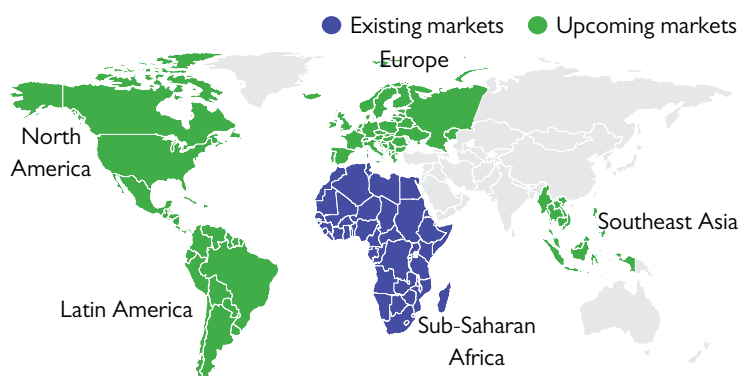 Existing markets
Upcoming markets
Europe
North
America
Southeast Asia
Latin America
Sub-Saharan
Africa